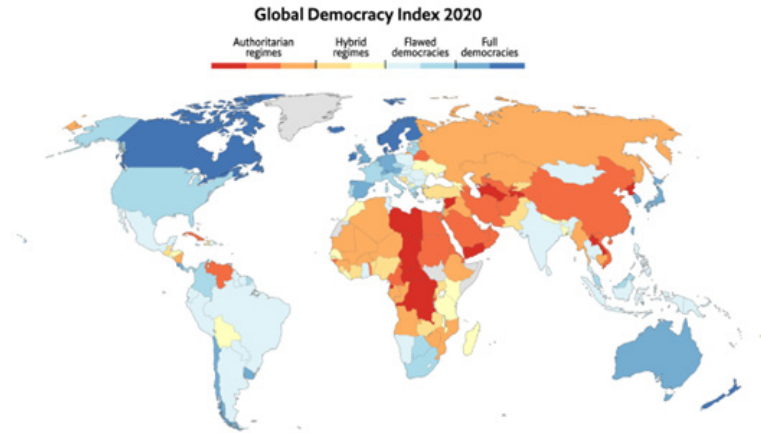 Global Democracy Index 2020
Authoritarian regimes
Hybrid regimes
Flawed democracies
Full democracies